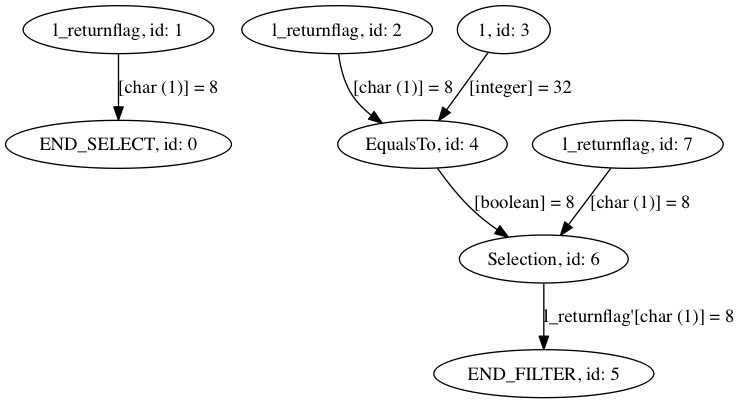 l_returnflag, id: 1
l_returnflag, id: 2
1, id: 3
[char (1)] = 8
[char (1)] = 8
[integer] = 32
END_SELECT, id: 0
EqualsTo, id: 4
l_returnflag, id: 7
[boolean] = 8
[char (1)] = 8
Selection, id: 6
l_returnflag'[char (1)] = 8
END_FILTER, id: 5